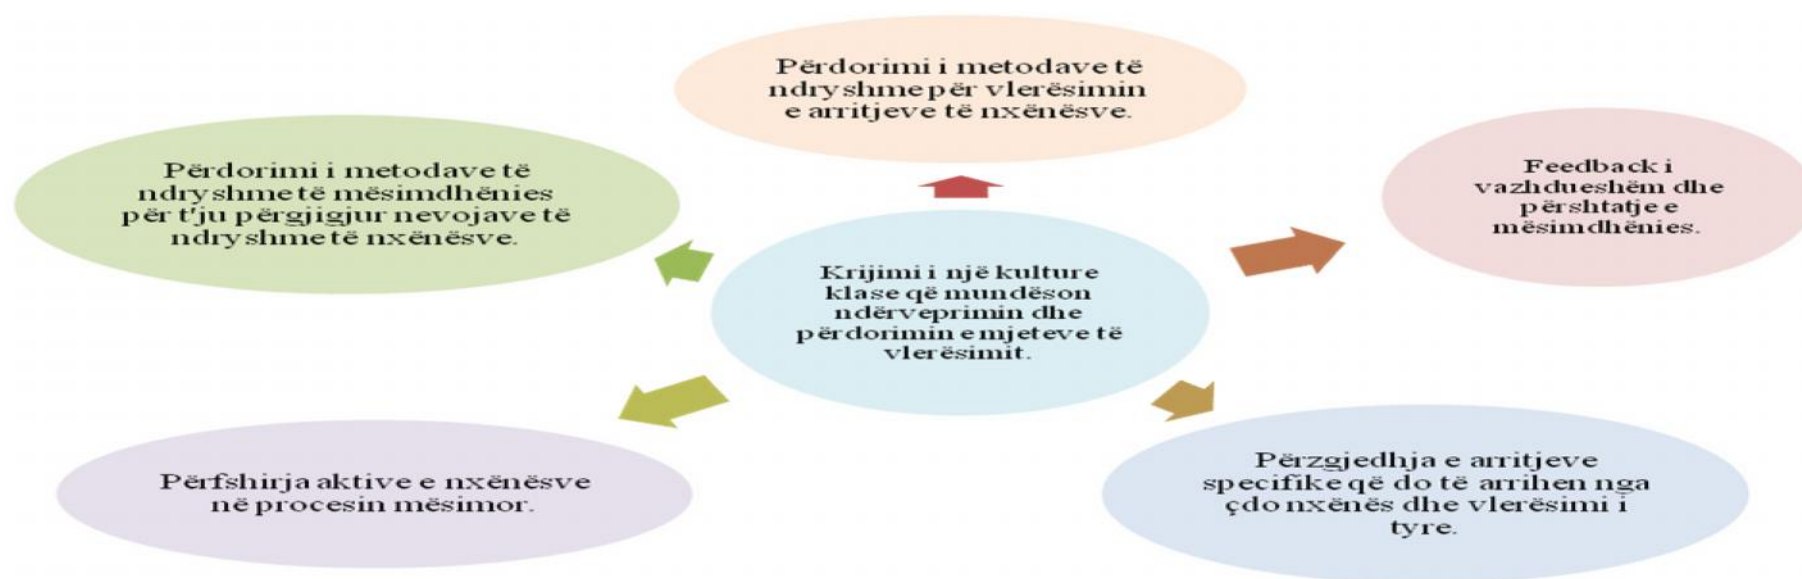 Përdorimi i metodave të
ndryshme për vlerësimin
e arritjeve të nxënësve.
Përdorimi i metodave të
ndryshme të mësimdhënies
për t'ju përgjigjur nevojave të
ndryshme të nxënësve.
Feedback i
vazhdueshëm dhe
përshtatje e
mësimdhënies.
Krijimi i një kulture
klase që mundëson
ndërveprimin dhe
përdorimin e mjeteve të
vlerësimit.
Përfshirja aktive e nxënësve
në procesin mësimor.
Përzgjedhja e arritjeve
specifike që do të arrihen nga
çdo nxënës dhe vlerësimi i
tyre.